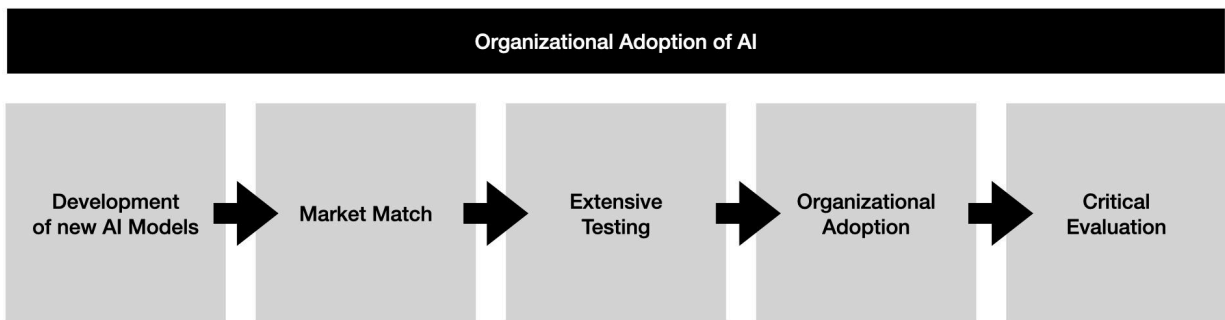 Organizational Adoption of AI
Development
of new AI Models
Market Match
Extensive
Testing
Organizational
Adoption
Critical
Evaluation